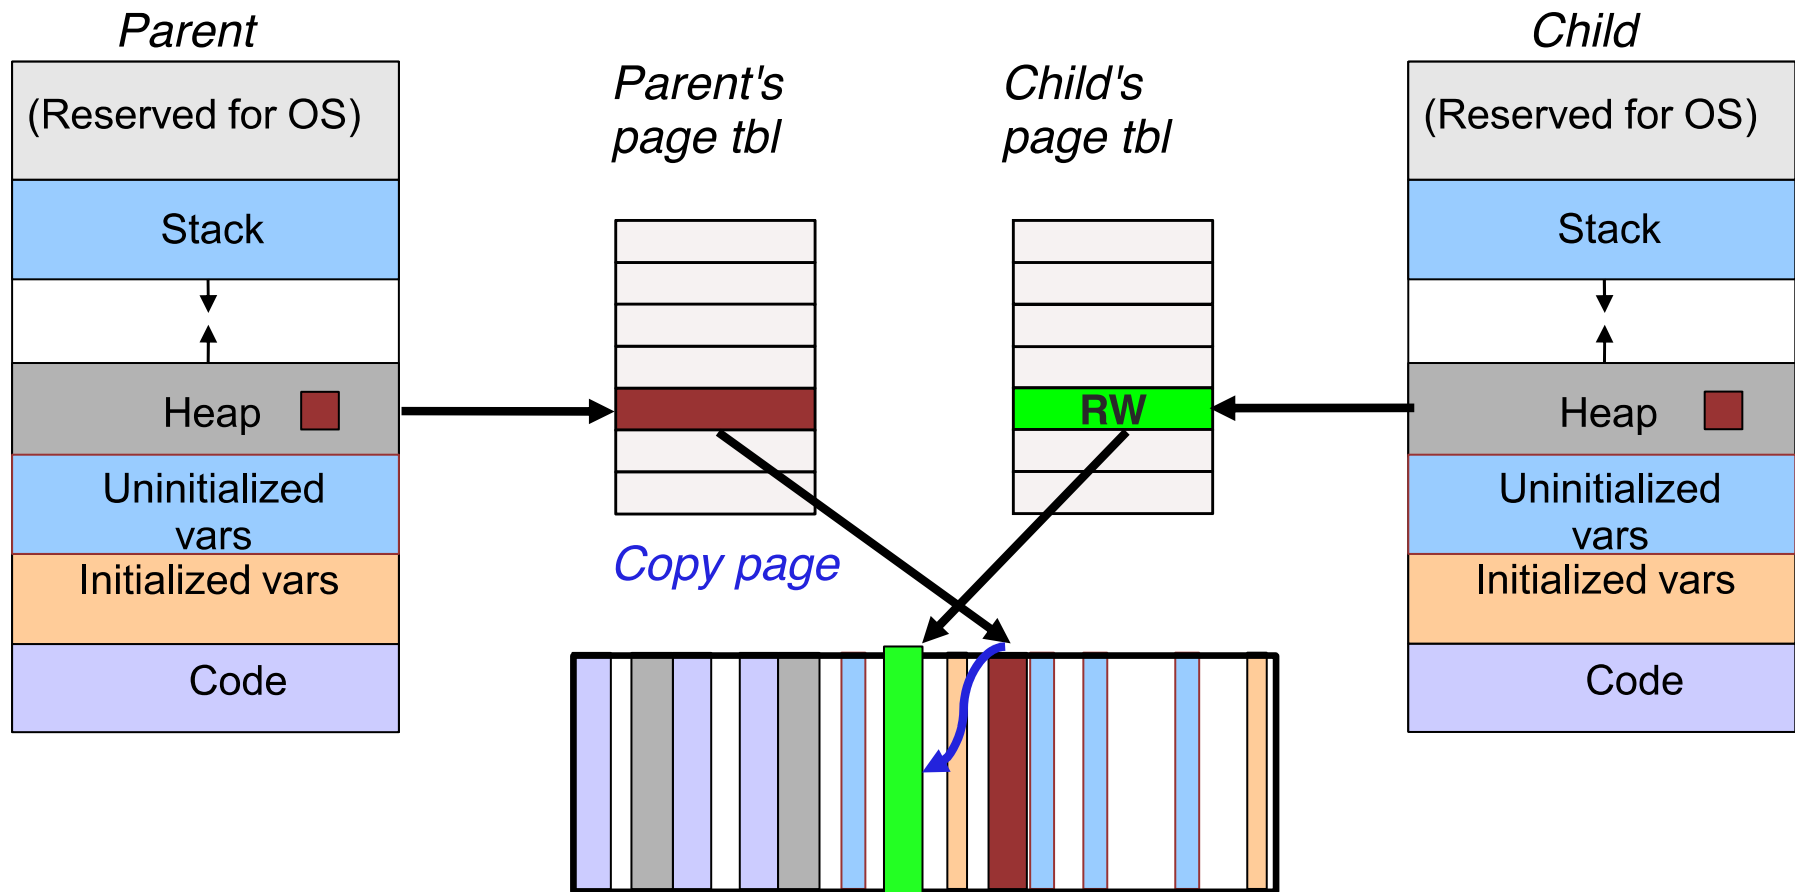 Parent
Child
Parent's
page tbl
Child's
page tbl
(Reserved for OS)
Stack
Heap
Uninitialized
vars
Initialized vars
Code
RW
Copy page
(Reserved for OS)
Stack
Heap
Uninitialized
vars
Initialized vars
Code